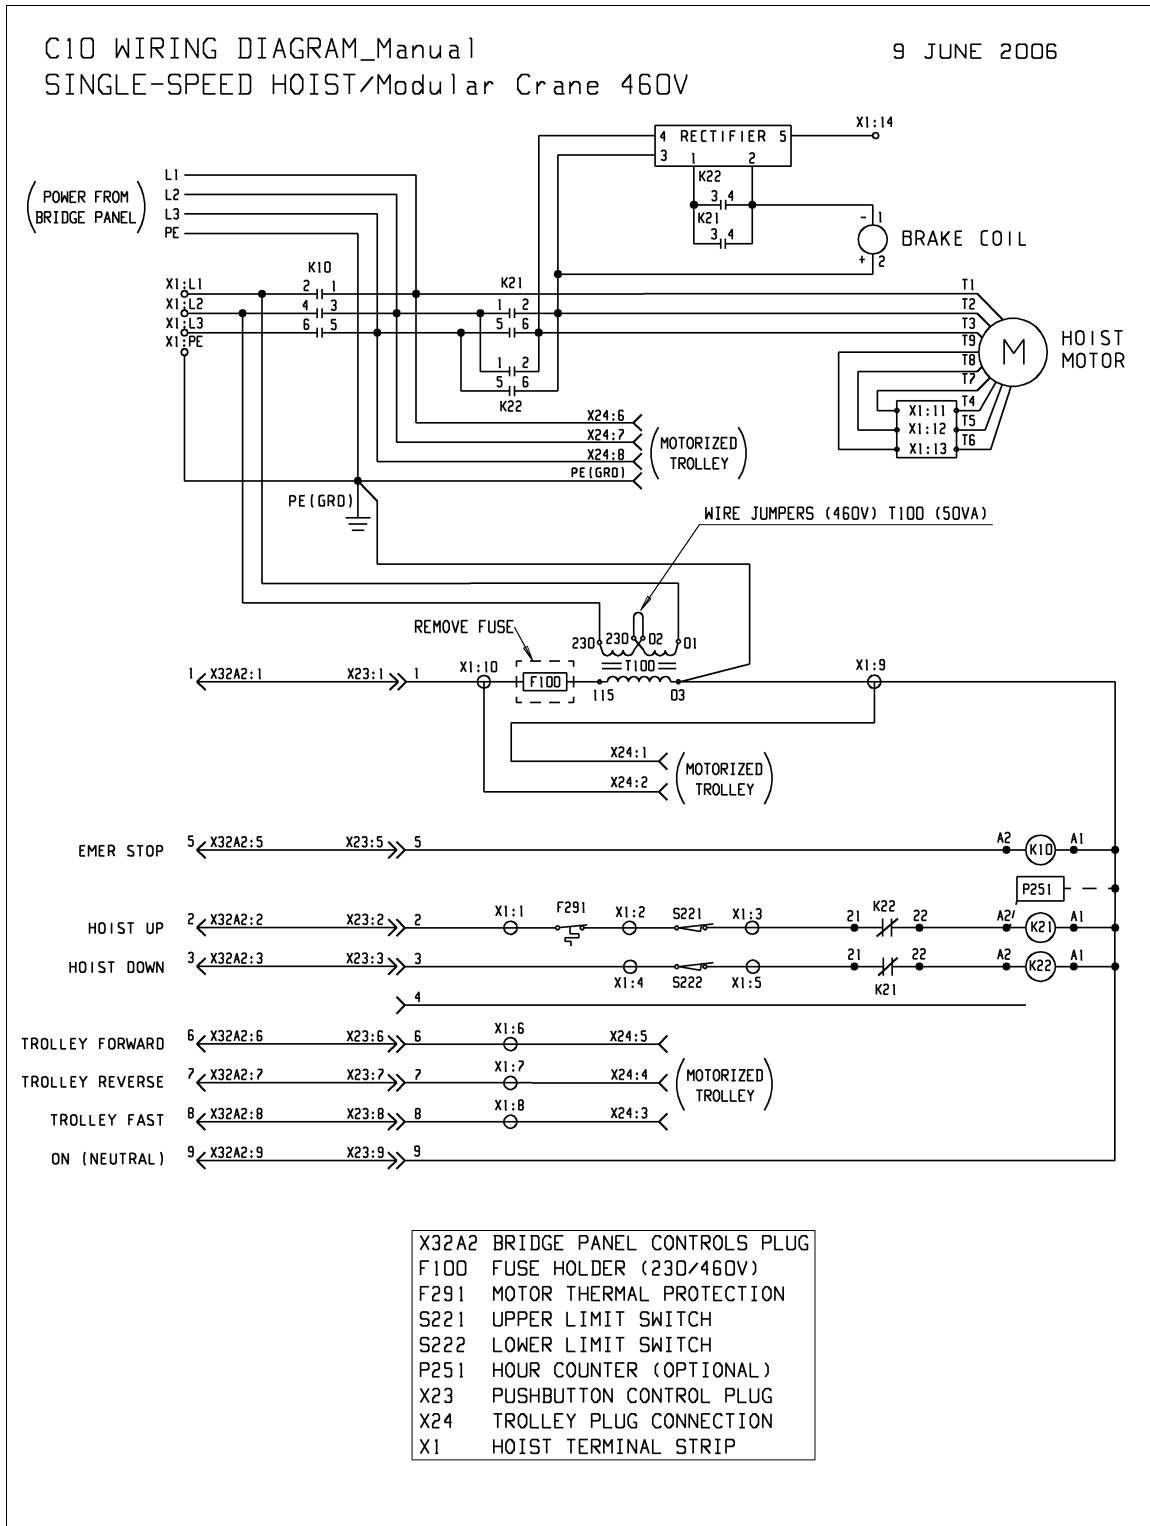 C10 WIRING DIAGRAM_Manual
9 JUNE 2006
SINGLE-SPEED HOIST/Modular Crane 460V
X1:14
4 RECTIFIER 5
3 1 2
K22
3 4
K21
3 4
- 1
BRAKE COIL
+ 2
L1
L2
L3
PE
(POWER FROM
BRIDGE PANEL)
K10
K21
X1:L1 2 1 T1
X1:L2 4 3 1 2 T2
X1:L3 6 5 5 6 T3
X1:PE
T9
T8
T7
M
HOIST
MOTOR
1 2
5 6
K22
X1:11 T4
X1:12 T5
X1:13 T6
X24:6
X24:7
X24:8
PE(GRD)
(MOTORIZED
TROLLEY)
PE(GRD)
WIRE JUMPERS (460V) T100 (50VA)
REMOVE FUSE
230 230 02 01
T100
1 X32A2:1 X23:1 1 X1:10 F100 X1:9
115 03
X24:1
X24:2
(MOTORIZED
TROLLEY)
EMER STOP 5 X32A2:5 X23:5 5 A2 K10 A1
P251
HOIST UP 2 X32A2:2 X23:2 2 X1:1 F291 X1:2 S221 X1:3 21 K22 22 A2 K21 A1
HOIST DOWN 3 X32A2:3 X23:3 3 X1:4 S222 X1:5 21 K21 22 A2 K22 A1
4
TROLLEY FORWARD 6 X32A2:6 X23:6 6 X1:6 X24:5
TROLLEY REVERSE 7 X32A2:7 X23:7 7 X1:7 X24:4
(MOTORIZED
TROLLEY)
TROLLEY FAST 8 X32A2:8 X23:8 8 X1:8 X24:3
ON (NEUTRAL) 9 X32A2:9 X23:9 9
X32A2 BRIDGE PANEL CONTROLS PLUG
F100 FUSE HOLDER (230/460V)
F291 MOTOR THERMAL PROTECTION
S221 UPPER LIMIT SWITCH
S222 LOWER LIMIT SWITCH
P251 HOUR COUNTER (OPTIONAL)
X23 PUSHBUTTON CONTROL PLUG
X24 TROLLEY PLUG CONNECTION
X1 HOIST TERMINAL STRIP